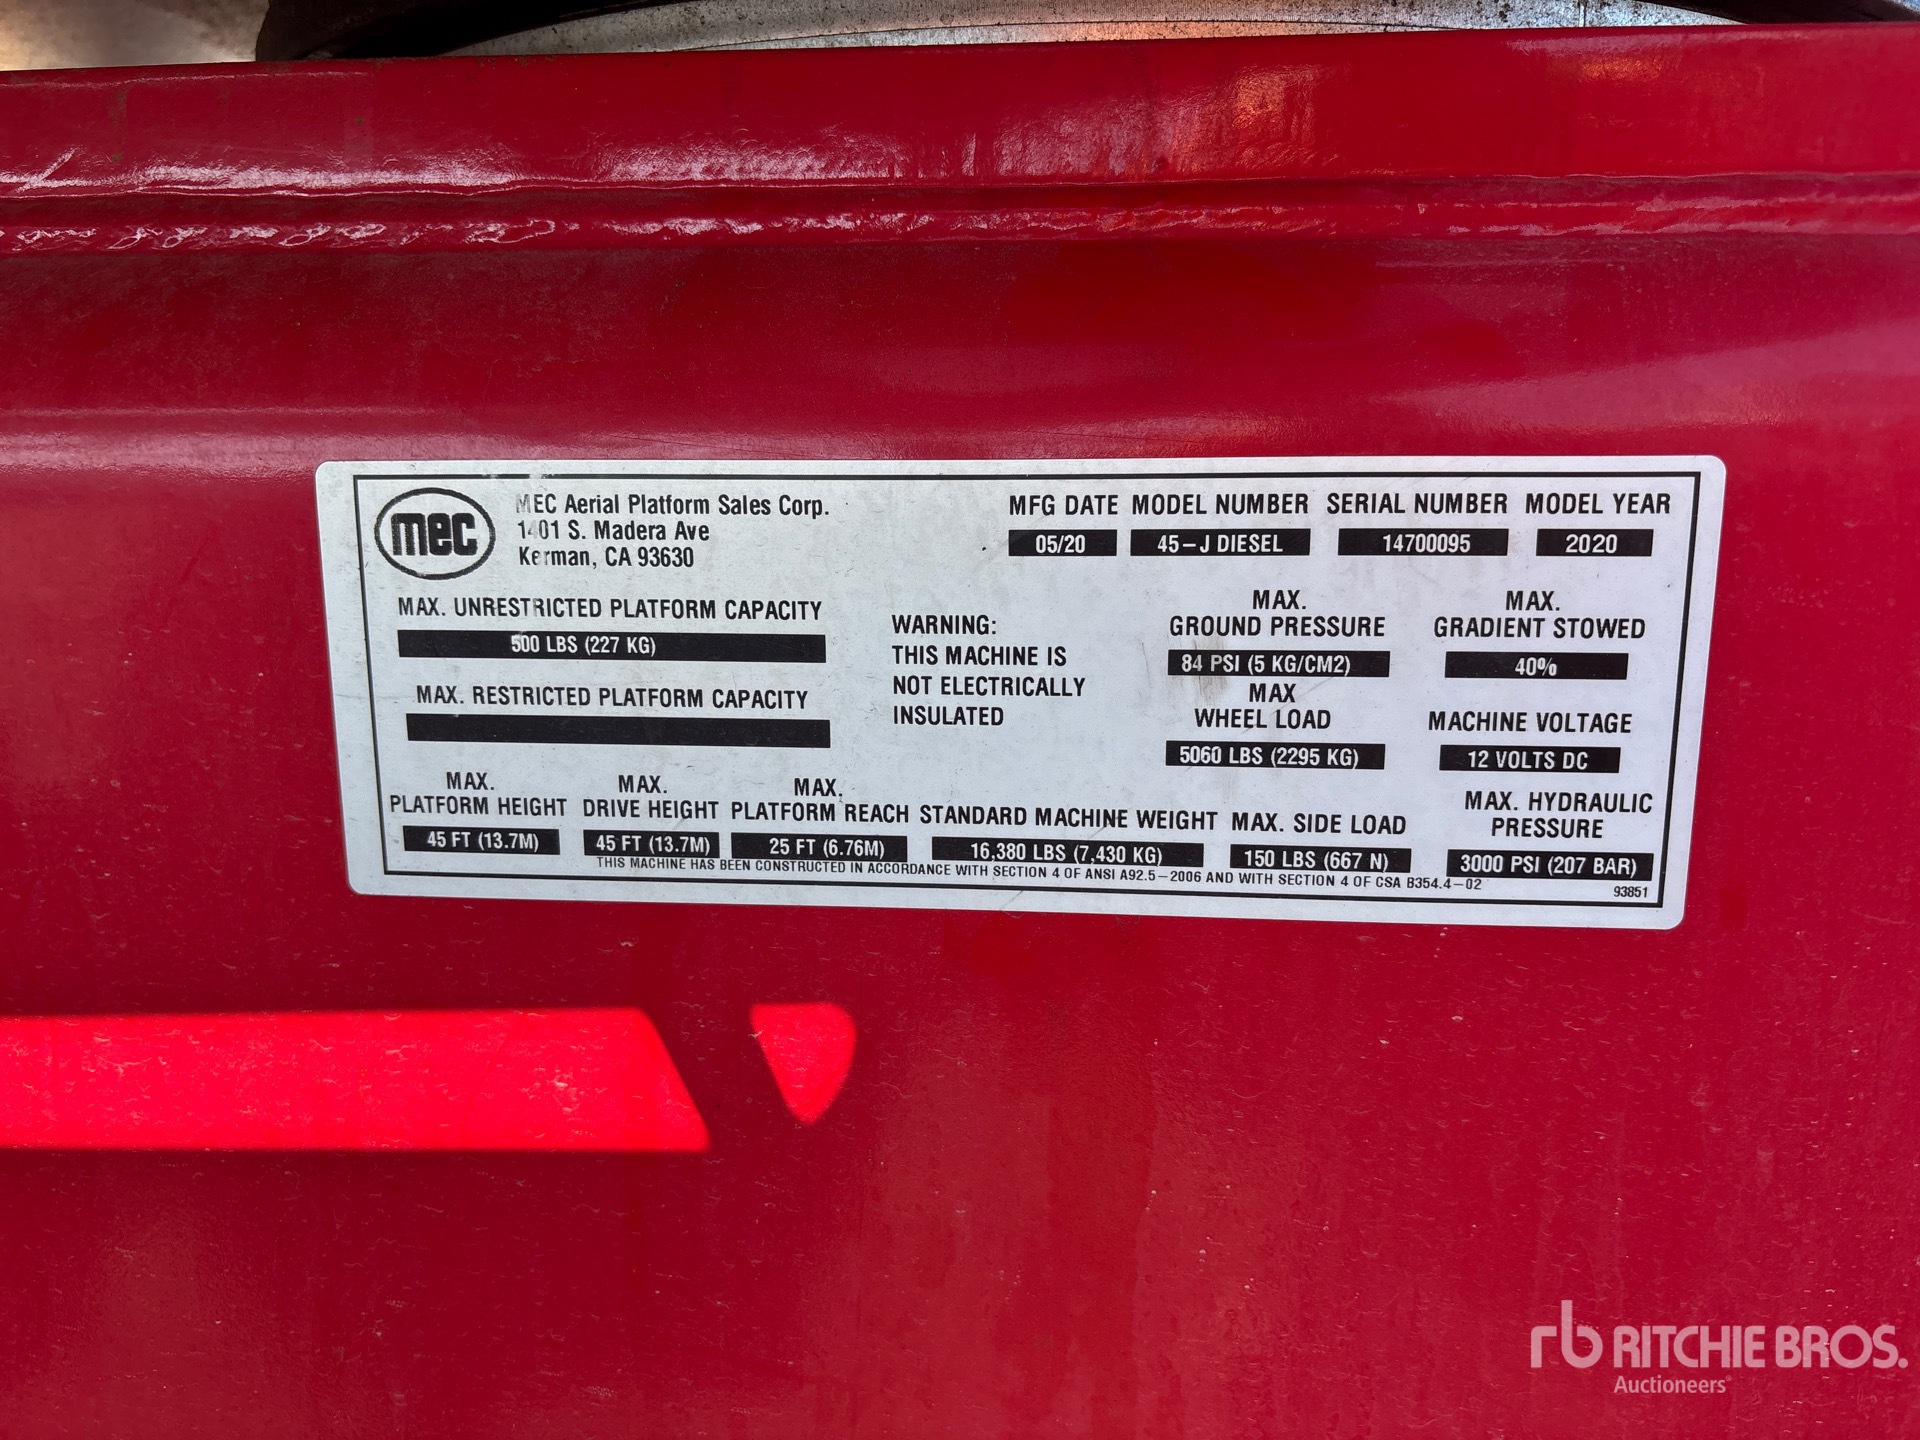 mec
MEC Aerial Platform Sales Corp.
1401 S. Madera Ave
Kerman, CA 93630
MFG DATE MODEL NUMBER SERIAL NUMBER MODEL YEAR
05/20 45-J DIESEL 14700095 2020
MAX. UNRESTRICTED PLATFORM CAPACITY
500 LBS (227 KG)
MAX. RESTRICTED PLATFORM CAPACITY
WARNING:
THIS MACHINE IS
NOT ELECTRICALLY
INSULATED
MAX.
GROUND PRESSURE
84 PSI (5 KG/CM2)
MAX
WHEEL LOAD
5060 LBS (2295 KG)
MAX.
GRADIENT STOWED
40%
MACHINE VOLTAGE
12 VOLTS DC
MAX.
PLATFORM HEIGHT
45 FT (13.7M)
MAX.
DRIVE HEIGHT
45 FT (13.7M)
MAX.
PLATFORM REACH
25 FT (6.76M)
STANDARD MACHINE WEIGHT
16,380 LBS (7,430 KG)
MAX. SIDE LOAD
150 LBS (667 N)
MAX. HYDRAULIC
PRESSURE
3000 PSI (207 BAR)
THIS MACHINE HAS BEEN CONSTRUCTED IN ACCORDANCE WITH SECTION 4 OF ANSI A92.5-2006 AND WITH SECTION 4 OF CSA B354.4-02
93851
rb RITCHIE BROS.
Auctioneers